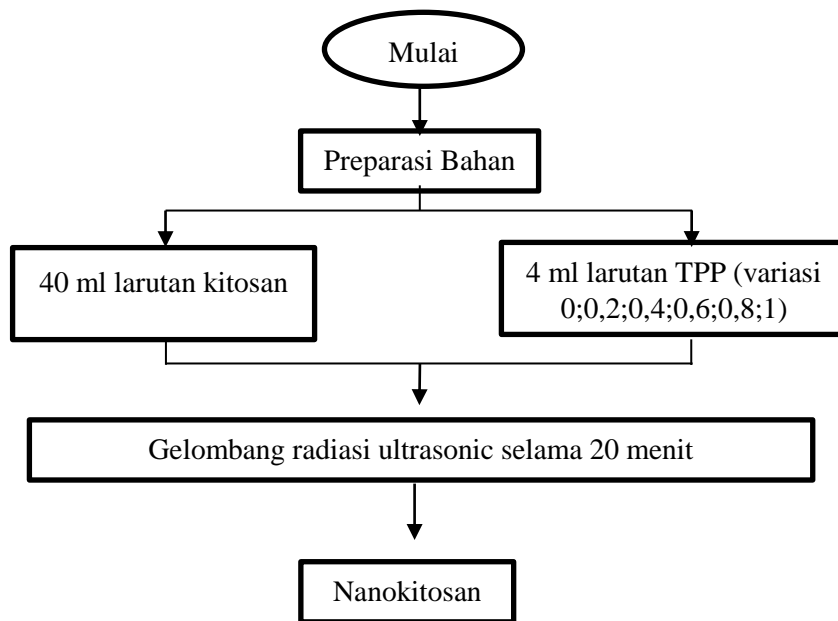 Mulai
Preparasi Bahan
40 ml larutan kitosan
4 ml larutan TPP (variasi
0;0,2;0,4;0,6;0,8;1)
Gelombang radiasi ultrasonic selama 20 menit
Nanokitosan